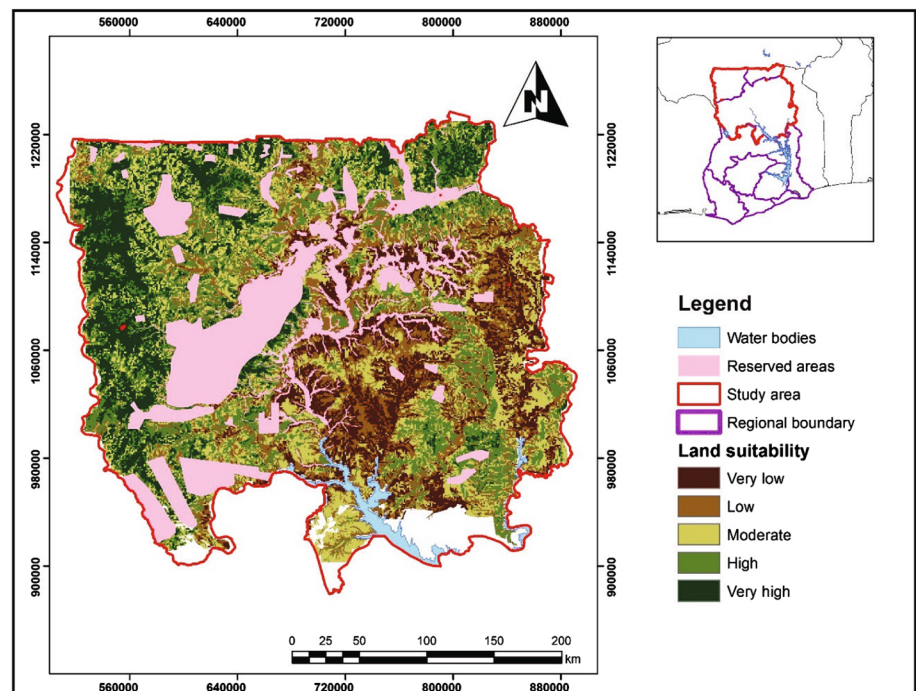 560000 640000 720000 800000 880000
N
1220000 1220000
1140000 1140000
1060000 1060000
980000 980000
900000 900000
0 25 50 100 150 200
km
560000 640000 720000 800000 880000
Legend
Water bodies
Reserved areas
Study area
Regional boundary
Land suitability
Very low
Low
Moderate
High
Very high